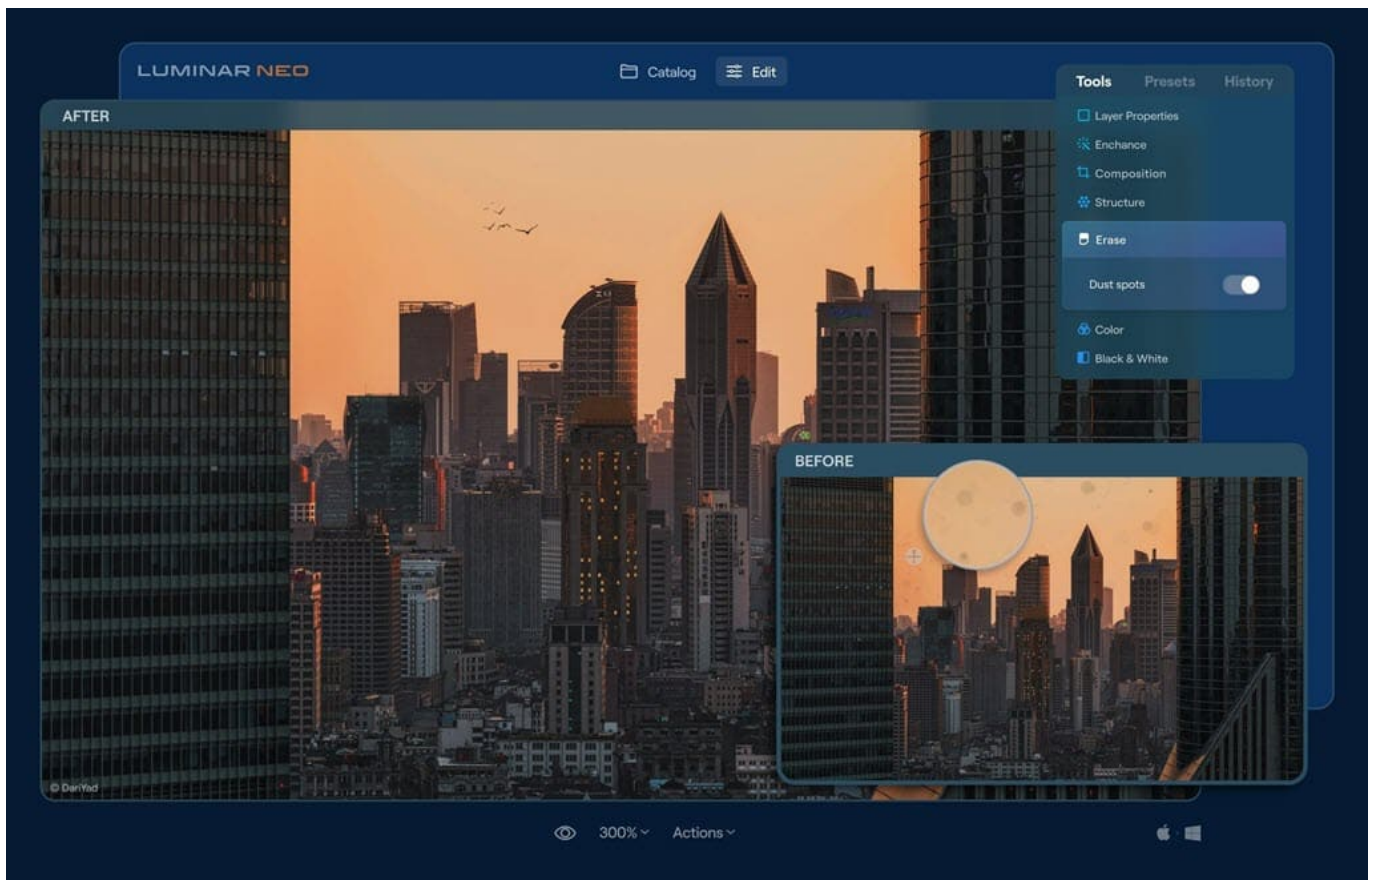 LUMINAR NEO
Catalog
Edit
Tools
Presets
History
AFTER
Layer Properties
Enchance
Composition
Structure
Erase
Dust spots
Color
Black & White
BEFORE
© DariYad
300%
Actions